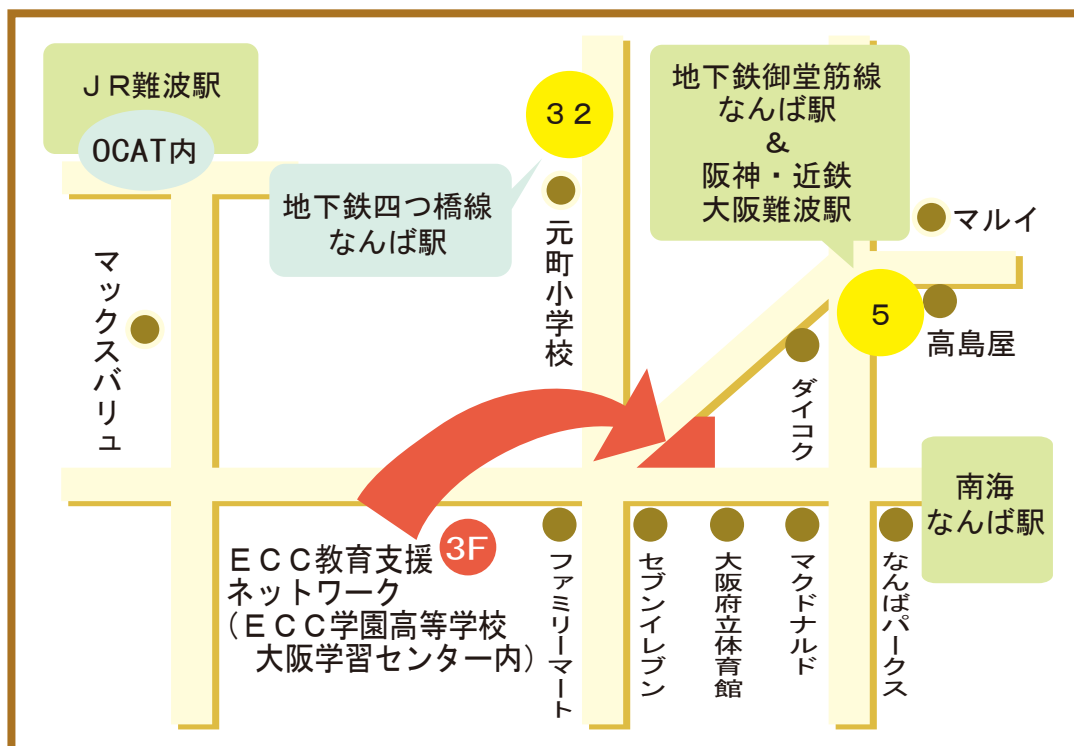 ＪＲ難波駅
OCAT内
３２
地下鉄四つ橋線
なんば駅
地下鉄御堂筋線
なんば駅
＆
阪神・近鉄
大阪難波駅
マルイ
５
高島屋
マックスバリュ
元町小学校
ダイコク
南海
なんば駅
3F
ＥＣＣ教育支援
ネットワーク
（ＥＣＣ学園高等学校
大阪学習センター内）
ファミリーマート
セブンイレブン
大阪府立体育館
マクドナルド
なんばパークス